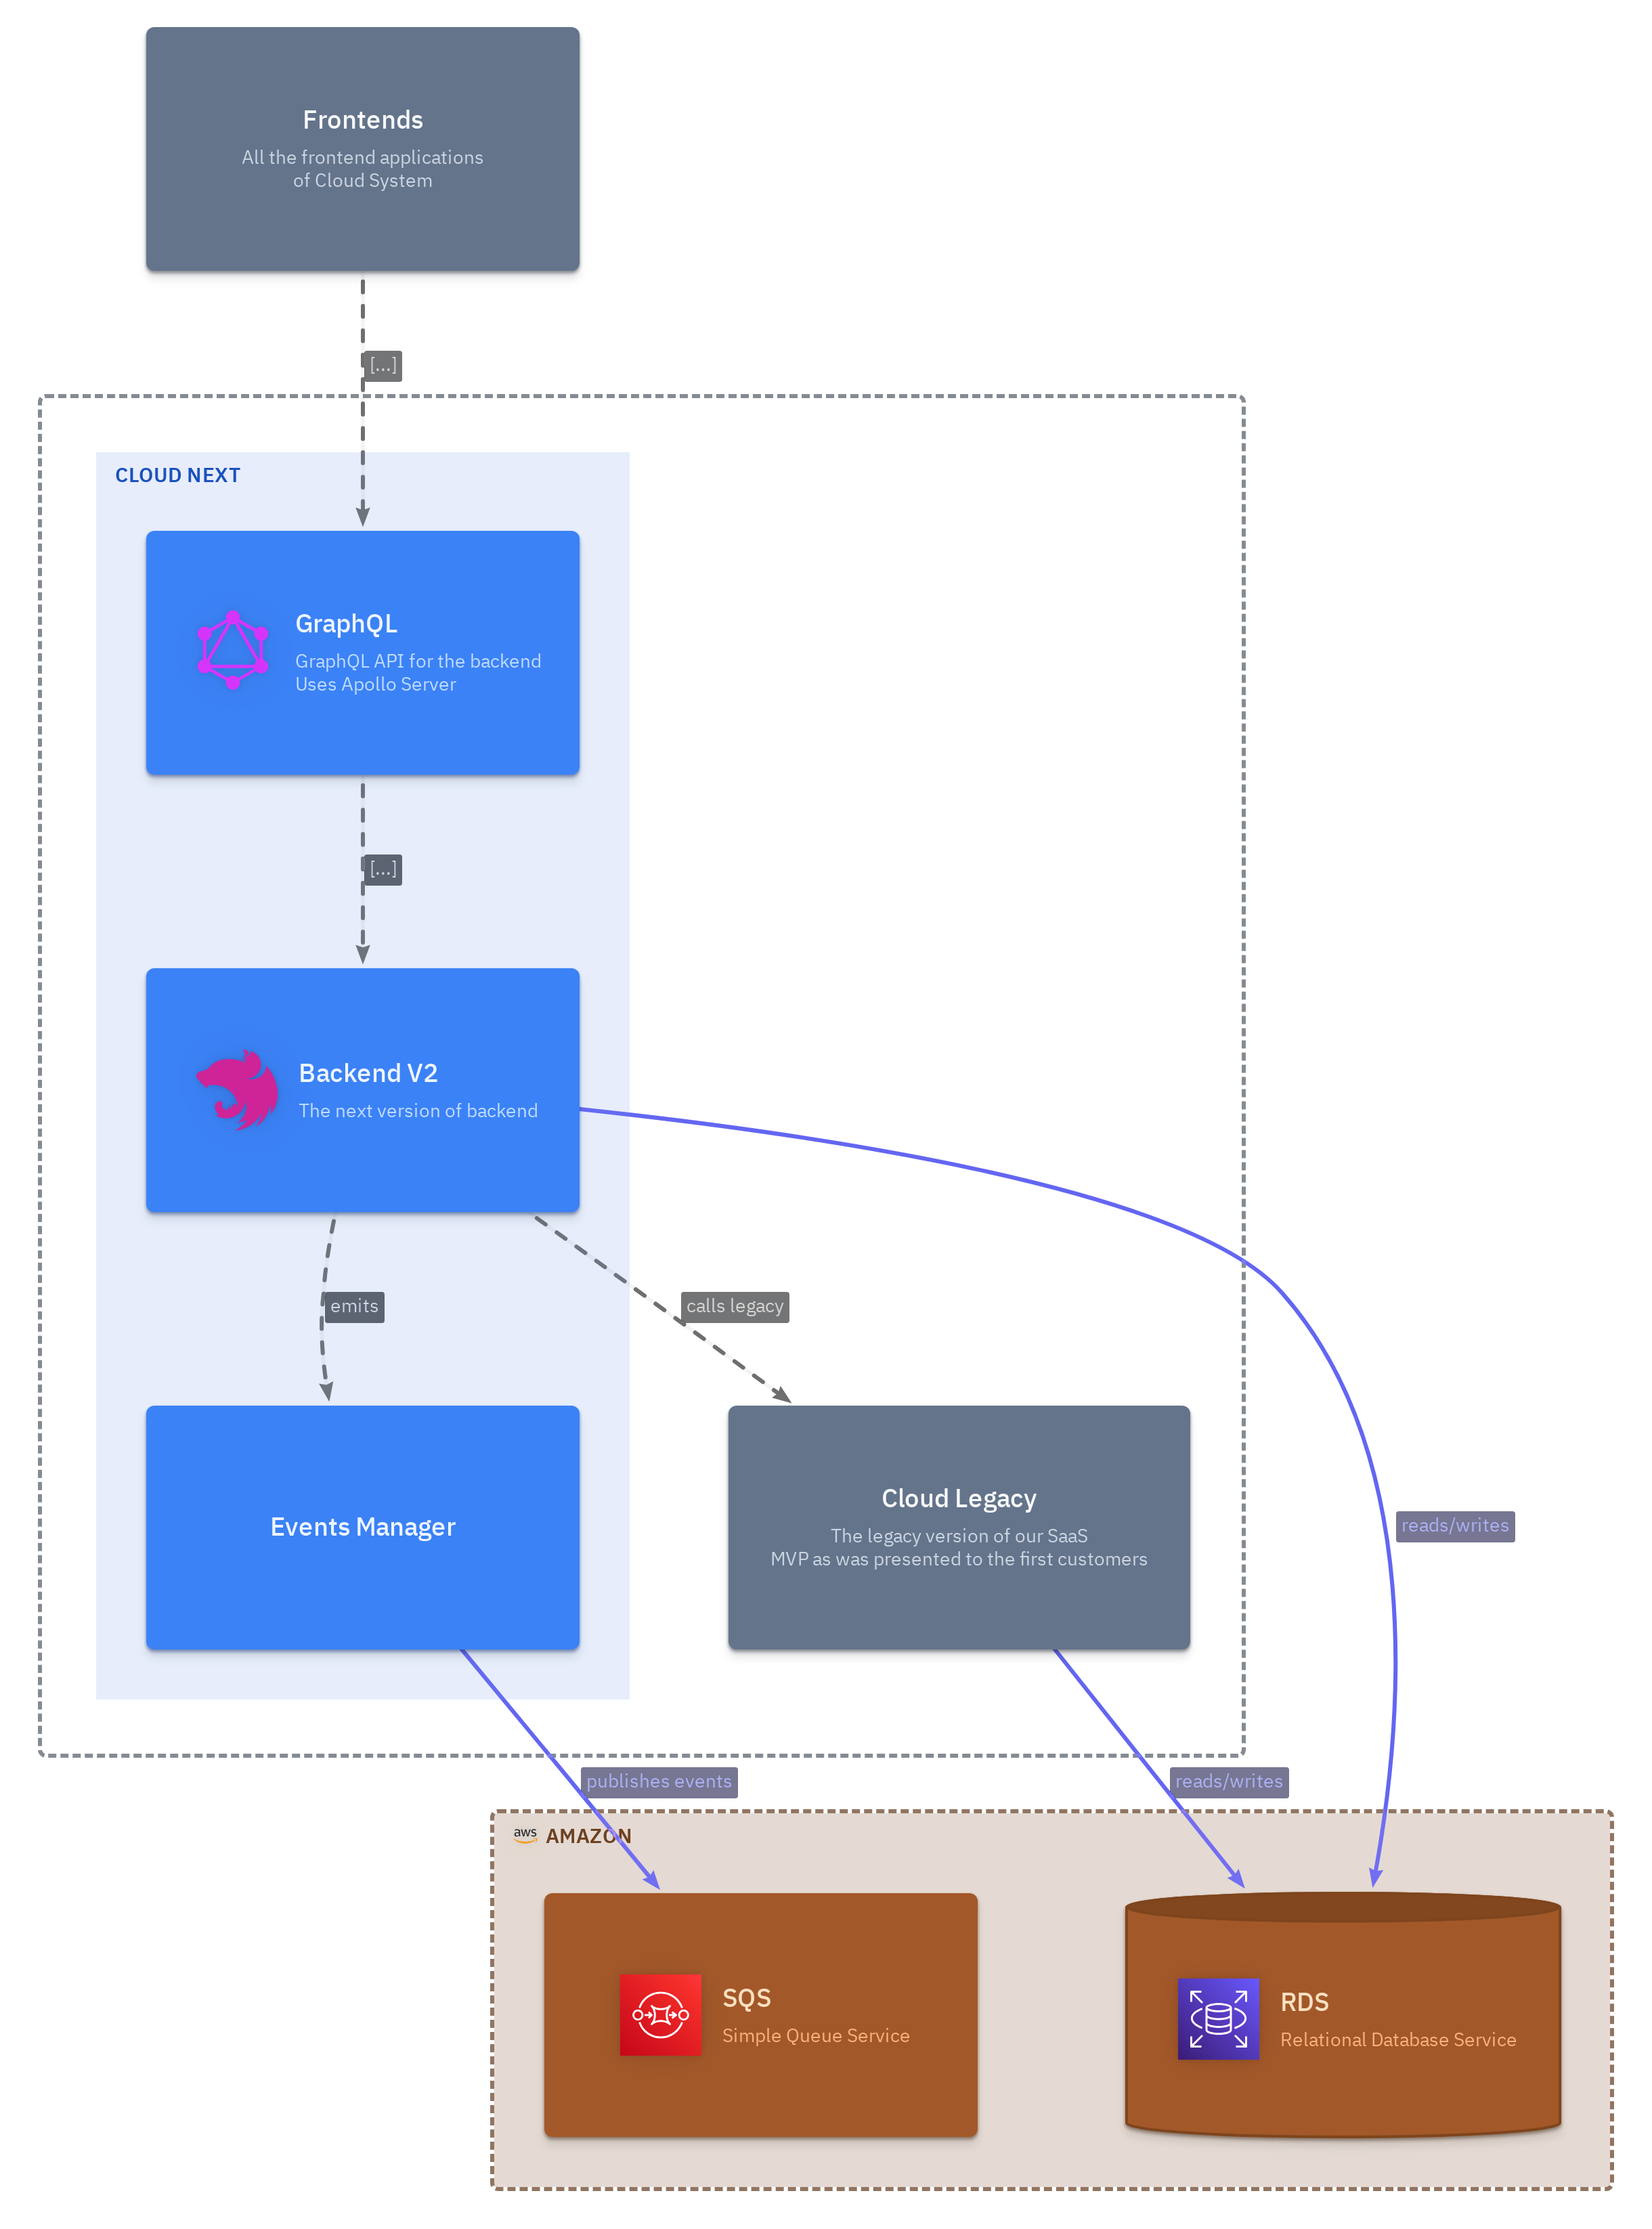 Frontends
All the frontend applications
of Cloud System
[...]
CLOUD NEXT
GraphQL
GraphQL API for the backend
Uses Apollo Server
[...]
Backend V2
The next version of backend
emits
calls legacy
Cloud Legacy
The legacy version of our SaaS
MVP as was presented to the first customers
Events Manager
reads/writes
publishes events
reads/writes
aws AMAZON
SQS
Simple Queue Service
RDS
Relational Database Service